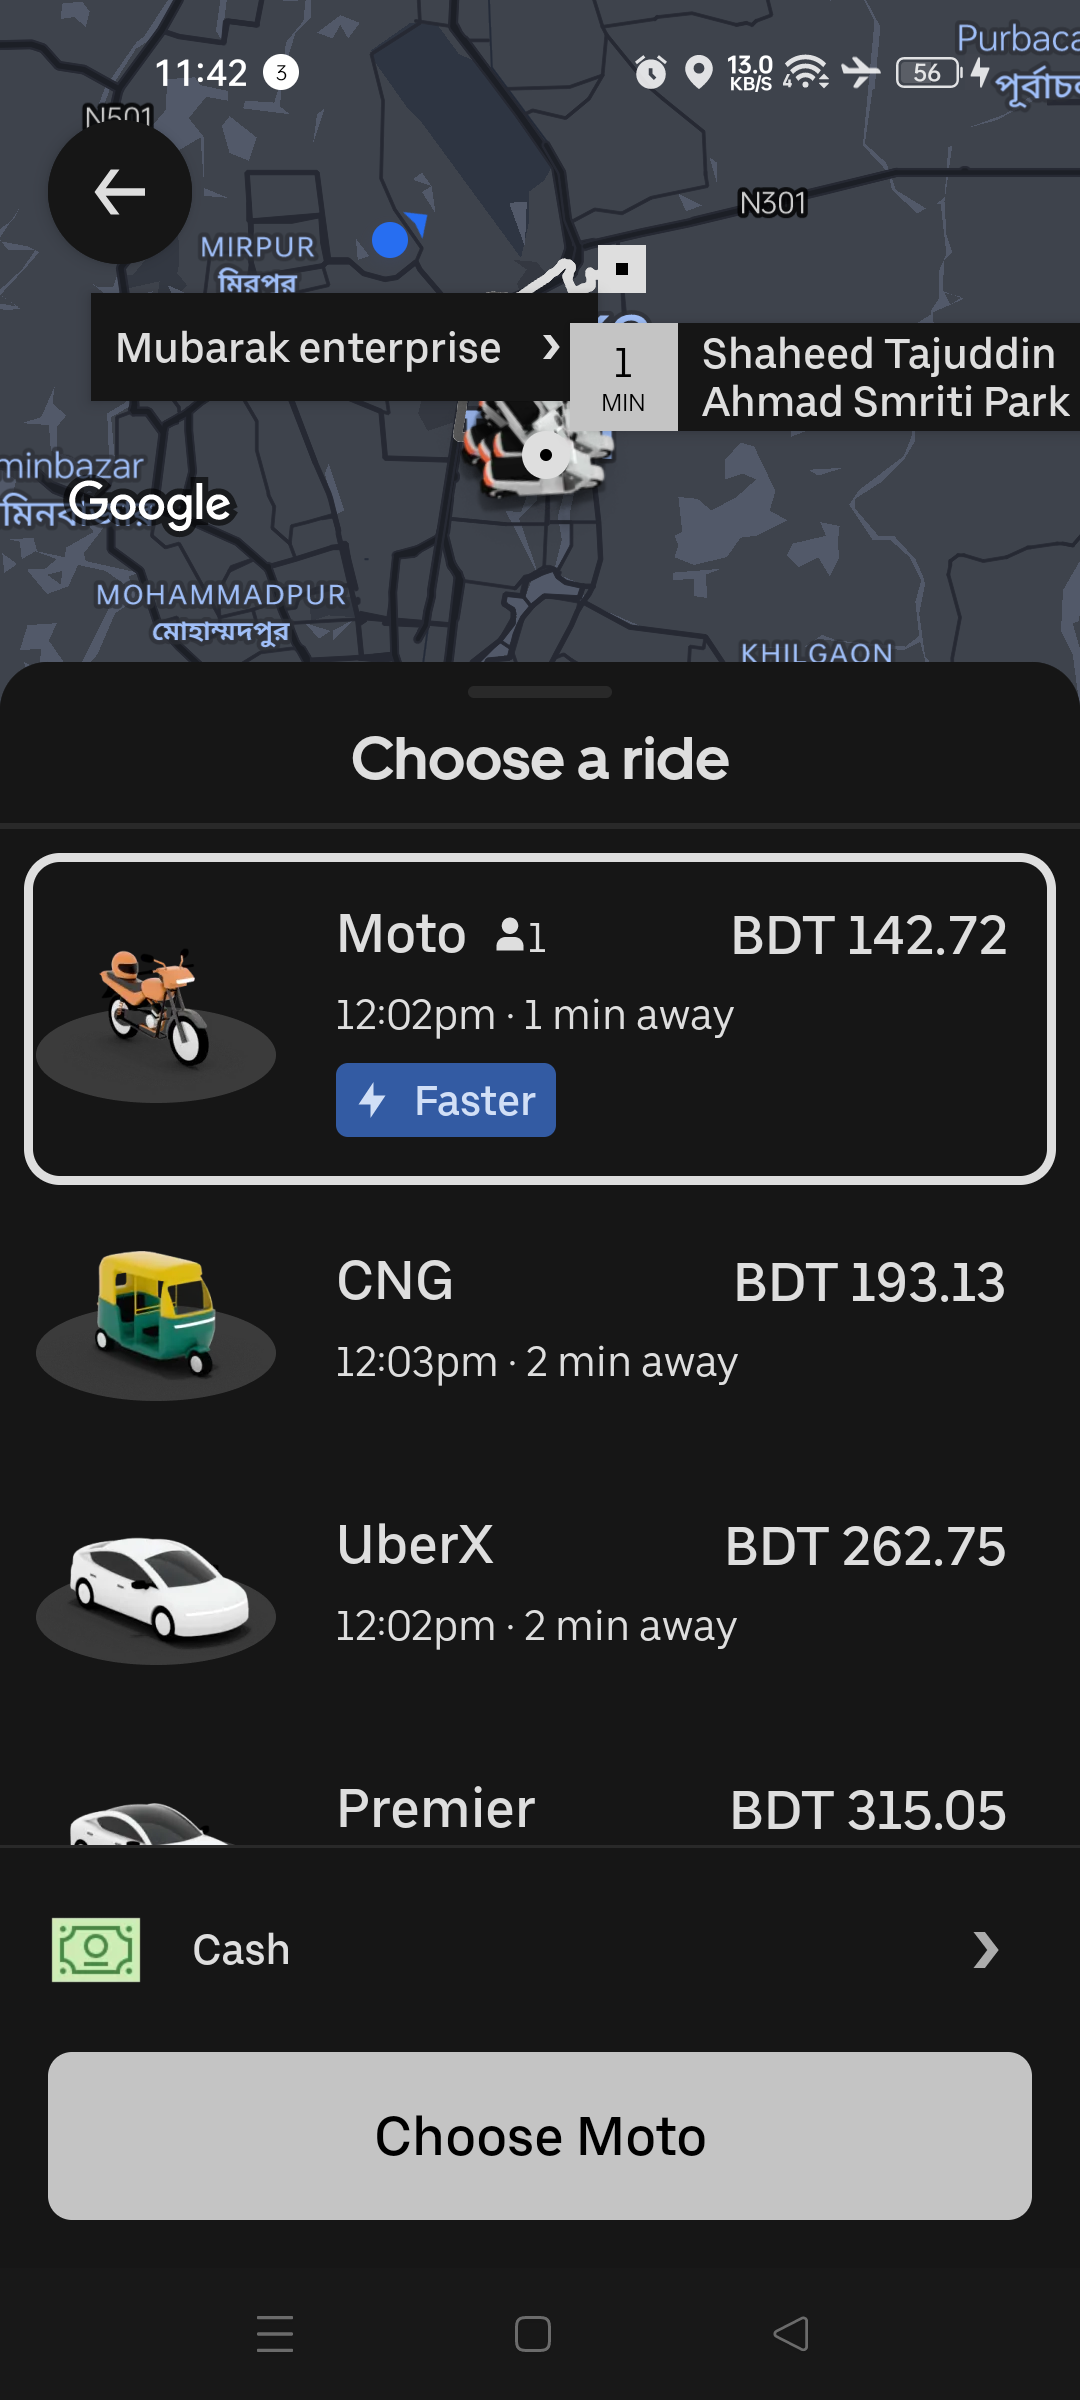 Purbaca
11:42 3 13.0 KB/S 4 56
পূর্বাচ
N501
N301
MIRPUR
মিরপুর
Mubarak enterprise
1 MIN
Shaheed Tajuddin
Ahmad Smriti Park
minbazar
Google
MOHAMMADPUR
মোহাম্মদপুর
KHILGAON
Choose a ride
Moto 1 BDT 142.72
12:02pm · 1 min away
Faster
CNG BDT 193.13
12:03pm · 2 min away
UberX BDT 262.75
12:02pm · 2 min away
Premier BDT 315.05
Cash
Choose Moto